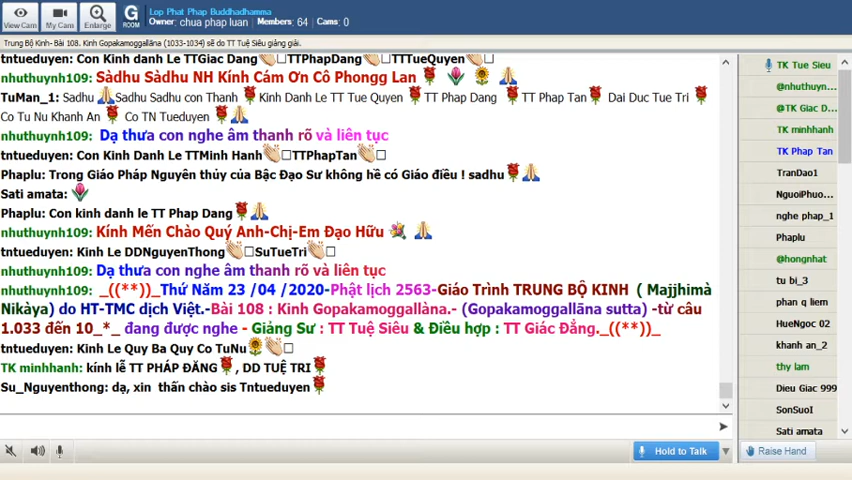 View Cam
My Cams
Enlarge
G
ROOM
Lop Phat Phap Buddhadhamma
Owner: chua phap luan   Members: 64   Cams: 0
Trung Bộ Kinh- Bài 108. Kinh Gopakamoggallāna (1033-1034) sẽ do TT Tuệ Siêu giảng giải.
tntueduyen: Con Kinh Danh Le TTGiac Dang👏□TTPhapDang👏□TTTueQuyen👏□
nhuthuynh109: Sàdhu Sàdhu NH Kính Cám Ơn Cô Phongg Lan🌹 🌷 🌻 🙏
TuMan_1: Sadhu 🙏Sadhu Sadhu con Thanh 🌹Kinh Danh Le TT Tue Quyen 🌹TT Phap Dang 🌹TT Phap Tan🌹 Dai Duc Tue Tri🌹
Co Tu Nu Khanh An 🌹 Co TN Tueduyen🌹🙏
nhuthuynh109: Dạ thưa con nghe âm thanh rõ và liên tục
tntueduyen: Con Kinh Danh Le TTMinh Hanh👏□TTPhapTan👏□
Phaplu: Trong Giáo Pháp Nguyên thủy của Bậc Đạo Sư không hề có Giáo điều ! sadhu🌹🙏
Sati amata: 🌷
Phaplu: Con kinh danh le TT Phap Dang🌹🙏
nhuthuynh109: Kính Mến Chào Quý Anh-Chị-Em Đạo Hữu 💐 🙏
tntueduyen: Kinh Le DDNguyenThong👏□SuTueTri👏□
nhuthuynh109: Dạ thưa con nghe âm thanh rõ và liên tục
nhuthuynh109: _((**))_Thứ Năm 23 /04 /2020-Phật lịch 2563-Giáo Trình TRUNG BỘ KINH ( Majjhimà
Nikàya) do HT-TMC dịch Việt.-Bài 108 : Kinh Gopakamoggallàna.- (Gopakamoggallāna sutta) -từ câu
1.033 đến 10_*_ đang được nghe - Giảng Sư : TT Tuệ Siêu & Điều hợp : TT Giác Đẳng._((**))_
tntueduyen: Kinh Le Quy Ba Quy Co TuNu🌻👏□
TK minhhanh: kính lễ TT PHÁP ĐĂNG🌹, DD TUỆ TRI🌹
Su_Nguyenthong: dạ, xin thấn chào sis Tntueduyen🌹
Hold to Talk
TK Tue Sieu
@nhuthuyn...
@TK Giac D...
TK minhhanh
TK Phap Tan
TranDao1
NguoiPhuo...
nghe phap_1
Phaplu
@hongnhat
tu bi_3
phan q liem
HueNgoc 02
khanh an_2
thy lam
Dieu Giac 999
SonSuoI
Sati amata
Raise Hand